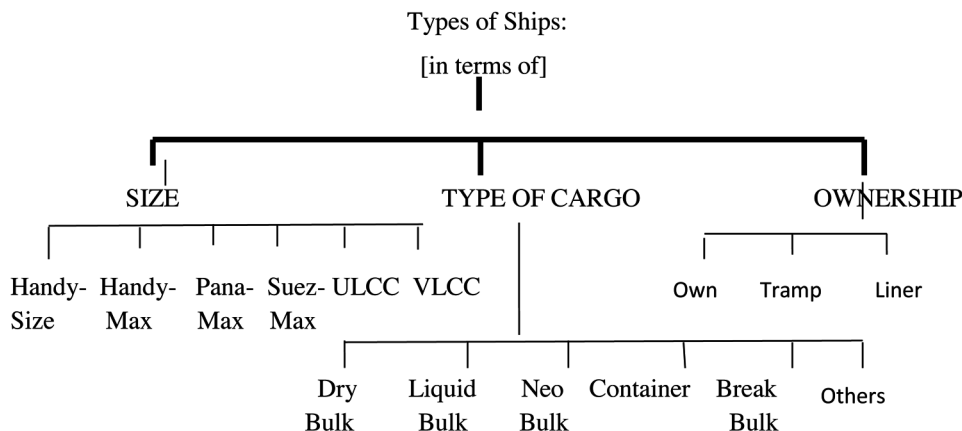 Types of Ships:
[in terms of]
SIZE TYPE OF CARGO OWNERSHIP
Handy- Handy- Pana- Suez- ULCC VLCC
Size Max Max Max
Own Tramp Liner
Dry Liquid Neo Container Break Others
Bulk Bulk Bulk Bulk